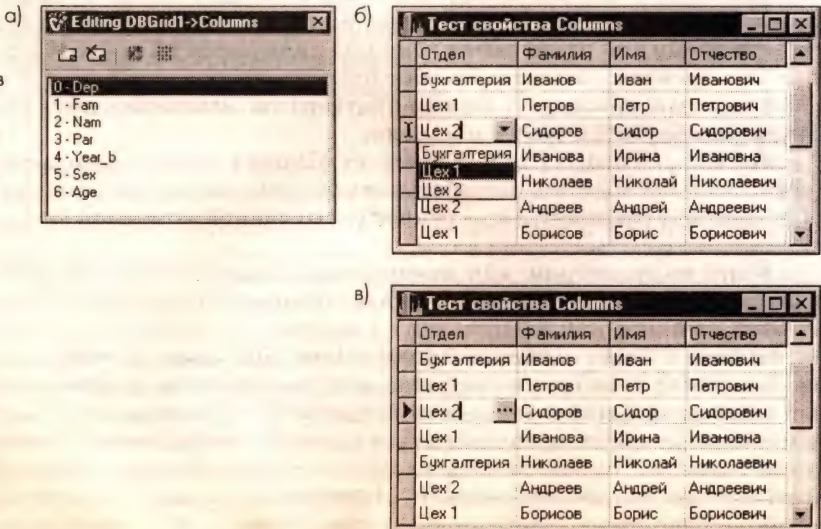 а)
Editing DBGrid1->Columns
0 - Dep
1 - Fam
2 - Nam
3 - Par
4 - Year_b
5 - Sex
6 - Age
в
б)
Тест свойства Columns
Отдел Фамилия Имя Отчество
Бухгалтерия Иванов Иван Иванович
Цех 1 Петров Петр Петрович
Цех 2 Сидоров Сидор Сидорович
Бухгалтерия Иванова Ирина Ивановна
Цех 1 Николаев Николай Николаевич
Цех 2
Цех 2 Андреев Андрей Андреевич
Цех 1 Борисов Борис Борисович
в)
Тест свойства Columns
Отдел Фамилия Имя Отчество
Бухгалтерия Иванов Иван Иванович
Цех 1 Петров Петр Петрович
Цех 2 ... Сидоров Сидор Сидорович
Цех 1 Иванова Ирина Ивановна
Бухгалтерия Николаев Николай Николаевич
Цех 2 Андреев Андрей Андреевич
Цех 1 Борисов Борис Борисович